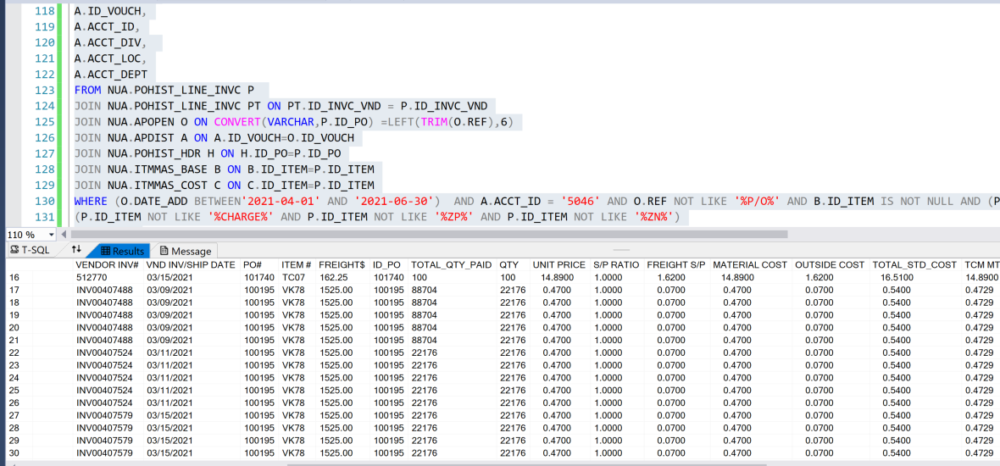 118 A.ID_VOUCH,
119 A.ACCT_ID,
120 A.ACCT_DIV,
121 A.ACCT_LOC,
122 A.ACCT_DEPT
123 FROM NUA.POHIST_LINE_INVC P
124 JOIN NUA.POHIST_LINE_INVC PT ON PT.ID_INVC_VND = P.ID_INVC_VND
125 JOIN NUA.APOPEN O ON CONVERT(VARCHAR,P.ID_PO) =LEFT(TRIM(O.REF),6)
126 JOIN NUA.APDIST A ON A.ID_VOUCH=O.ID_VOUCH
127 JOIN NUA.POHIST_HDR H ON H.ID_PO=P.ID_PO
128 JOIN NUA.ITMMAS_BASE B ON B.ID_ITEM=P.ID_ITEM
129 JOIN NUA.ITMMAS_COST C ON C.ID_ITEM=P.ID_ITEM
130 WHERE (O.DATE_ADD BETWEEN'2021-04-01' AND '2021-06-30') AND A.ACCT_ID = '5046' AND O.REF NOT LIKE '%P/O%' AND B.ID_ITEM IS NOT NULL AND (P
131 (P.ID_ITEM NOT LIKE '%CHARGE%' AND P.ID_ITEM NOT LIKE '%ZP%' AND P.ID_ITEM NOT LIKE '%ZN%')
110 %
T-SQL Results Message
VENDOR INV# VND INV/SHIP DATE PO# ITEM # FREIGHT$ ID_PO TOTAL_QTY_PAID QTY UNIT PRICE S/P RATIO FREIGHT S/P MATERIAL COST OUTSIDE COST TOTAL_STD_COST TCM MT
16 512770 03/15/2021 101740 TC07 162.25 101740 100 100 14.8900 1.0000 1.6200 14.8900 1.6200 16.5100 14.8900
17 INV00407488 03/09/2021 100195 VK78 1525.00 100195 88704 22176 0.4700 1.0000 0.0700 0.4700 0.0700 0.5400 0.4729
18 INV00407488 03/09/2021 100195 VK78 1525.00 100195 88704 22176 0.4700 1.0000 0.0700 0.4700 0.0700 0.5400 0.4729
19 INV00407488 03/09/2021 100195 VK78 1525.00 100195 88704 22176 0.4700 1.0000 0.0700 0.4700 0.0700 0.5400 0.4729
20 INV00407488 03/09/2021 100195 VK78 1525.00 100195 88704 22176 0.4700 1.0000 0.0700 0.4700 0.0700 0.5400 0.4729
21 INV00407488 03/09/2021 100195 VK78 1525.00 100195 88704 22176 0.4700 1.0000 0.0700 0.4700 0.0700 0.5400 0.4729
22 INV00407524 03/11/2021 100195 VK78 1525.00 100195 22176 22176 0.4700 1.0000 0.0700 0.4700 0.0700 0.5400 0.4729
23 INV00407524 03/11/2021 100195 VK78 1525.00 100195 22176 22176 0.4700 1.0000 0.0700 0.4700 0.0700 0.5400 0.4729
24 INV00407524 03/11/2021 100195 VK78 1525.00 100195 22176 22176 0.4700 1.0000 0.0700 0.4700 0.0700 0.5400 0.4729
25 INV00407524 03/11/2021 100195 VK78 1525.00 100195 22176 22176 0.4700 1.0000 0.0700 0.4700 0.0700 0.5400 0.4729
26 INV00407524 03/11/2021 100195 VK78 1525.00 100195 22176 22176 0.4700 1.0000 0.0700 0.4700 0.0700 0.5400 0.4729
27 INV00407579 03/15/2021 100195 VK78 1525.00 100195 22176 22176 0.4700 1.0000 0.0700 0.4700 0.0700 0.5400 0.4729
28 INV00407579 03/15/2021 100195 VK78 1525.00 100195 22176 22176 0.4700 1.0000 0.0700 0.4700 0.0700 0.5400 0.4729
29 INV00407579 03/15/2021 100195 VK78 1525.00 100195 22176 22176 0.4700 1.0000 0.0700 0.4700 0.0700 0.5400 0.4729
30 INV00407579 03/15/2021 100195 VK78 1525.00 100195 22176 22176 0.4700 1.0000 0.0700 0.4700 0.0700 0.5400 0.4729